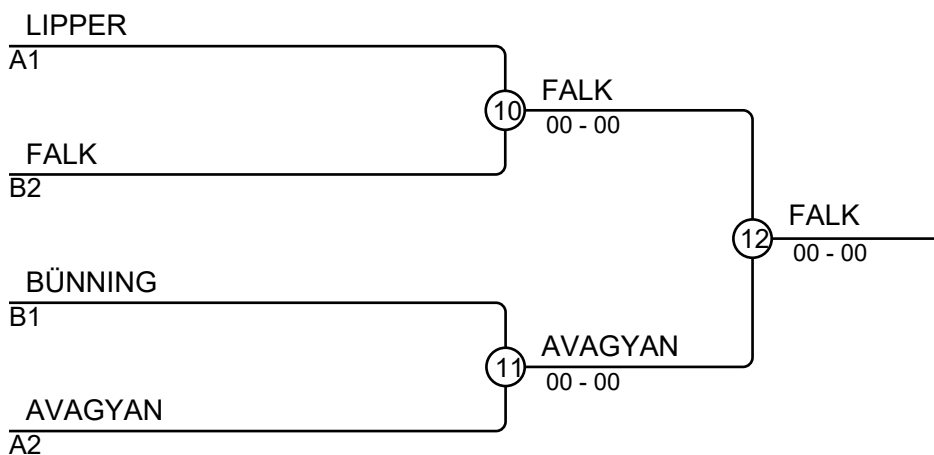 LIPPER
A1
10
FALK
00 - 00
FALK
B2
12
FALK
00 - 00
BÜNNING
B1
11
AVAGYAN
00 - 00
AVAGYAN
A2